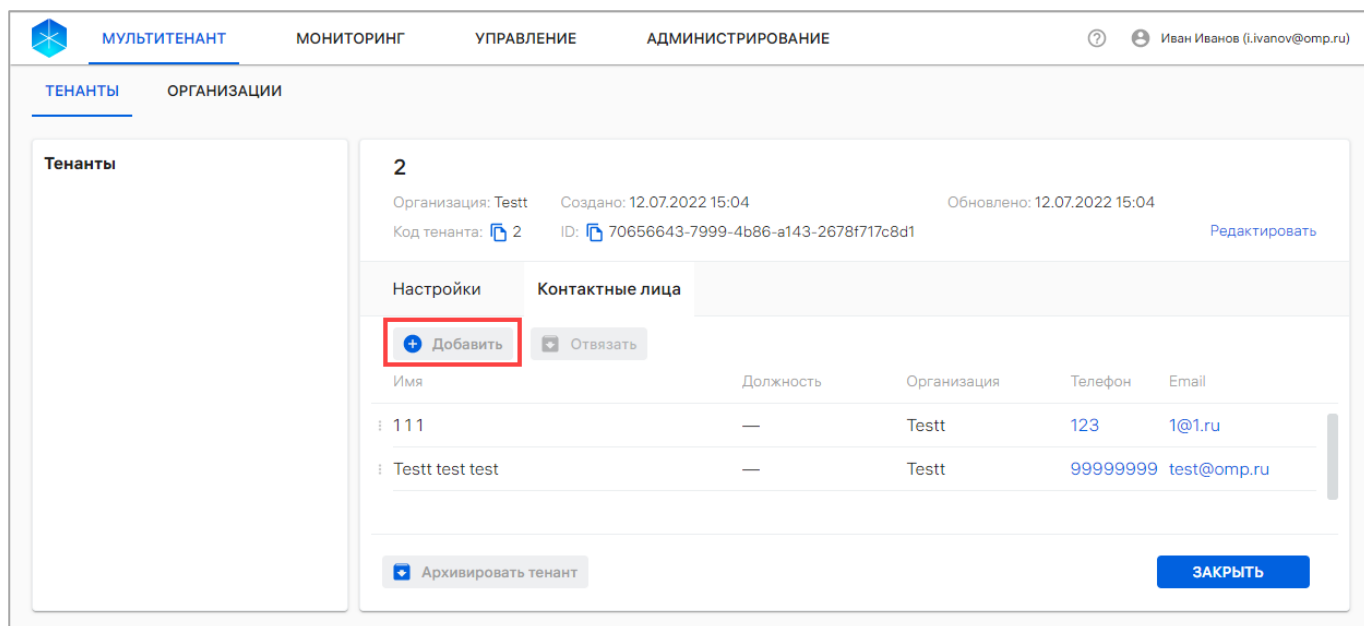 МУЛЬТИТЕНАНТ МОНИТОРИНГ УПРАВЛЕНИЕ АДМИНИСТРИРОВАНИЕ ? Иван Иванов (i.ivanov@omp.ru)
ТЕНАНТЫ ОРГАНИЗАЦИИ
Тенанты
2
Организация: Testt Создано: 12.07.2022 15:04 Обновлено: 12.07.2022 15:04
Код тенанта: 2 ID: 70656643-7999-4b86-a143-2678f717c8d1 Редактировать
Настройки Контактные лица
Добавить Отвязать
Имя Должность Организация Телефон Email
111 — Testt 123 1@1.ru
Testt test test — Testt 99999999 test@omp.ru
Архивировать тенант ЗАКРЫТЬ